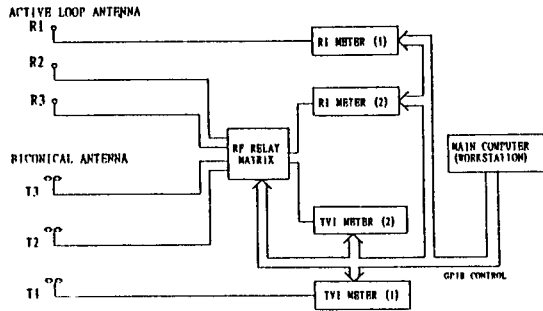 ACTIVE LOOP ANTENNA
R1
RI METER (1)
R2
R3
RI METER (2)
BICONICAL ANTENNA
RF RELAY
MATRIX
MAIN COMPUTER
(WORKSTATION)
T3
TVI METER (2)
T2
GPIB CONTROL
T1
TVI METER (1)